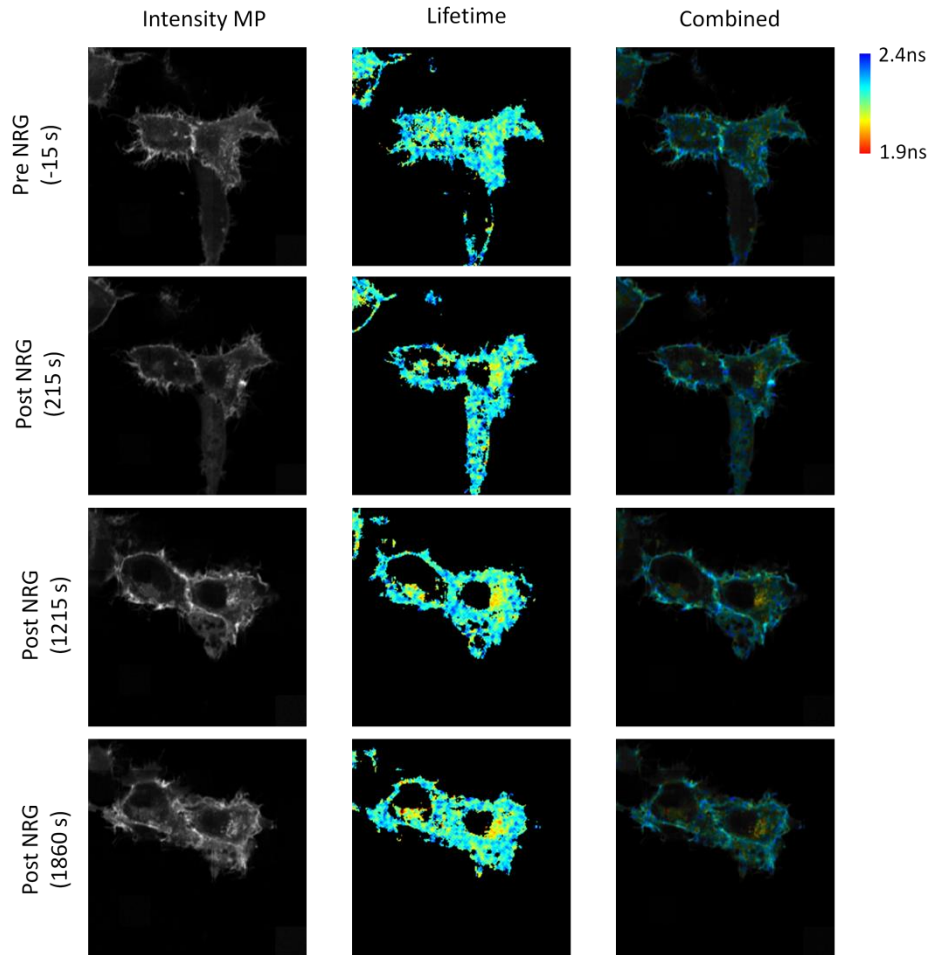 Intensity MP
Lifetime
Combined
2.4ns
1.9ns
Pre NRG
(-15 s)
Post NRG
(215 s)
Post NRG
(1215 s)
Post NRG
(1860 s)